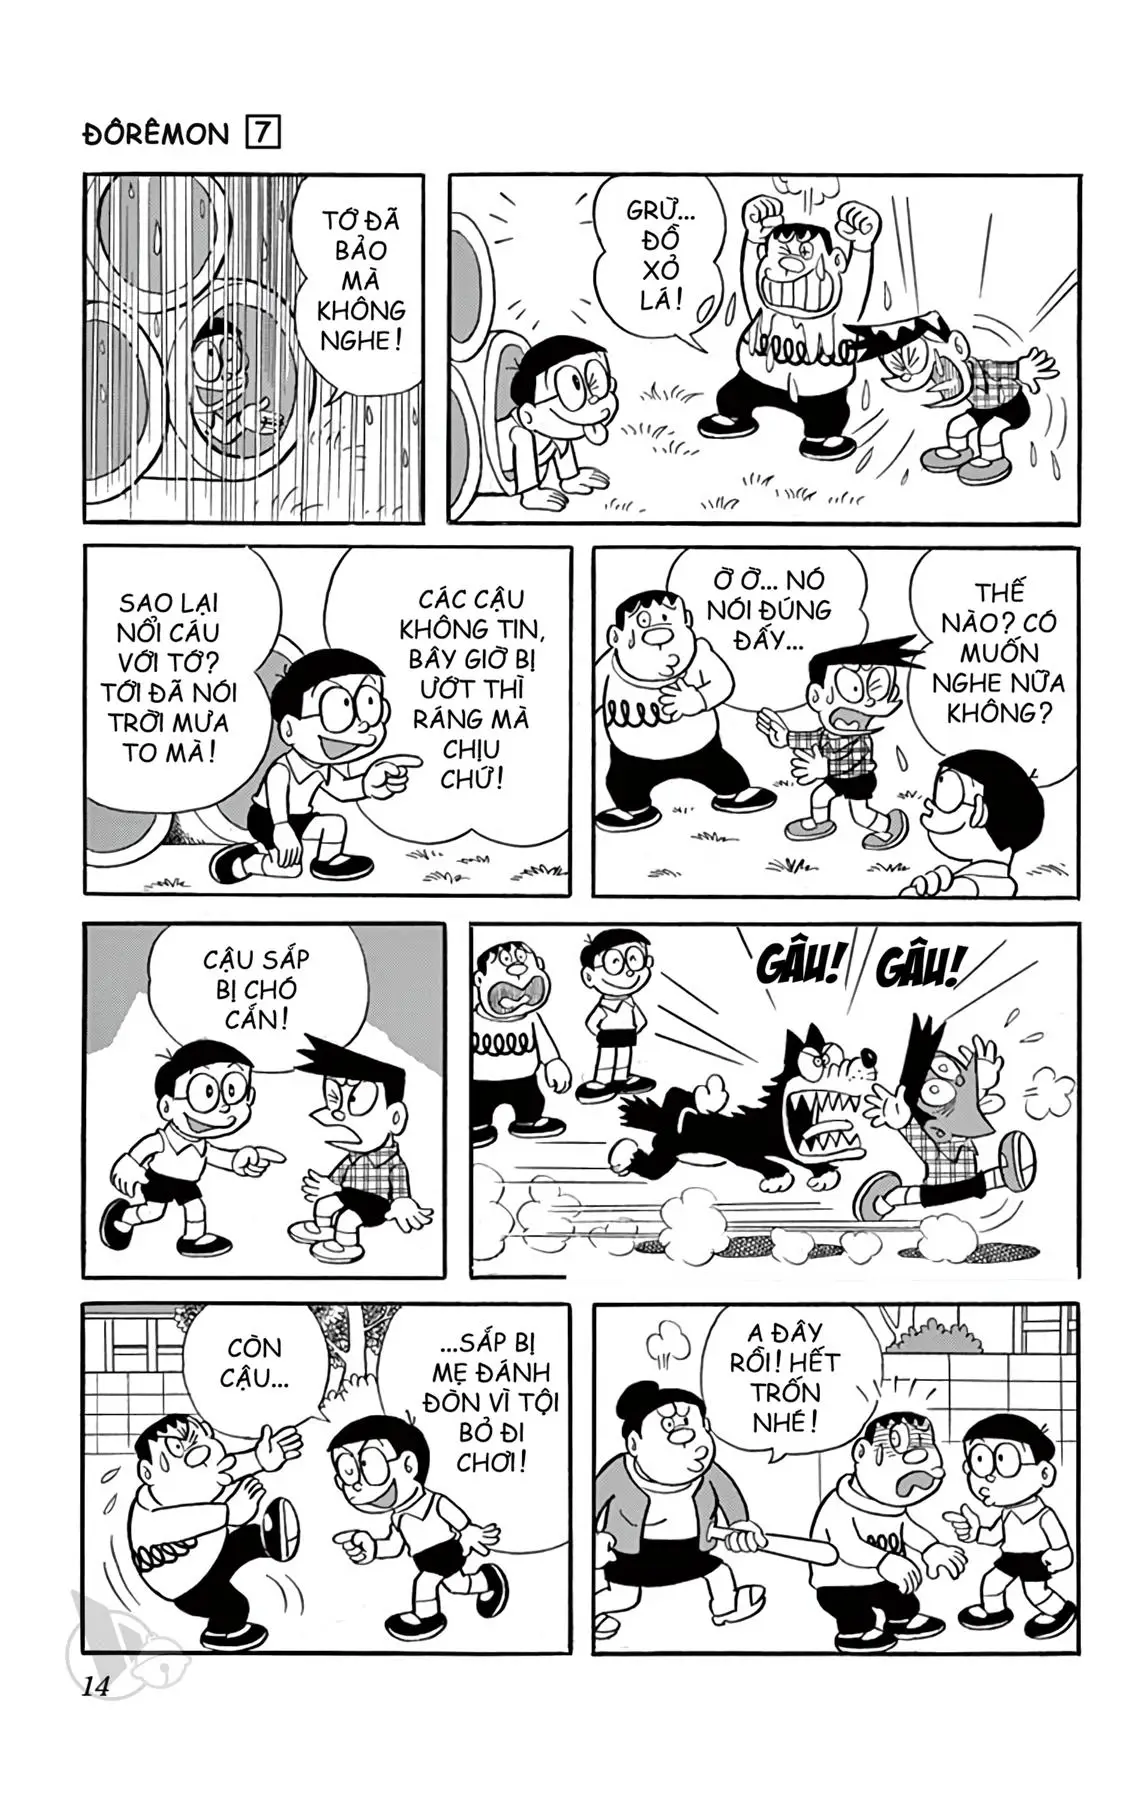 ĐÔRÊMON 7
TỚ ĐÃ
BẢO
MÀ
KHÔNG
NGHE!
GRỪ...
ĐỒ
XỎ
LÁ!
SAO LẠI
NỔI CÁU
VỚI TỚ?
TỚI ĐÃ NÓI
TRỜI MƯA
TO MÀ!
CÁC CẬU
KHÔNG TIN,
BÂY GIỜ BỊ
ƯỚT THÌ
RÁNG MÀ
CHỊU
CHỨ!
Ờ Ờ... NÓ
NÓI ĐÚNG
ĐẤY...
THẾ
NÀO? CÓ
MUỐN
NGHE NỮA
KHÔNG?
CẬU SẮP
BỊ CHÓ
CẮN!
GÂU! GÂU!
CÒN
CẬU...
...SẮP BỊ
MẸ ĐÁNH
ĐÒN VÌ TỘI
BỎ ĐI
CHƠI!
A ĐÂY
RỒI! HẾT
TRỐN
NHÉ!
14